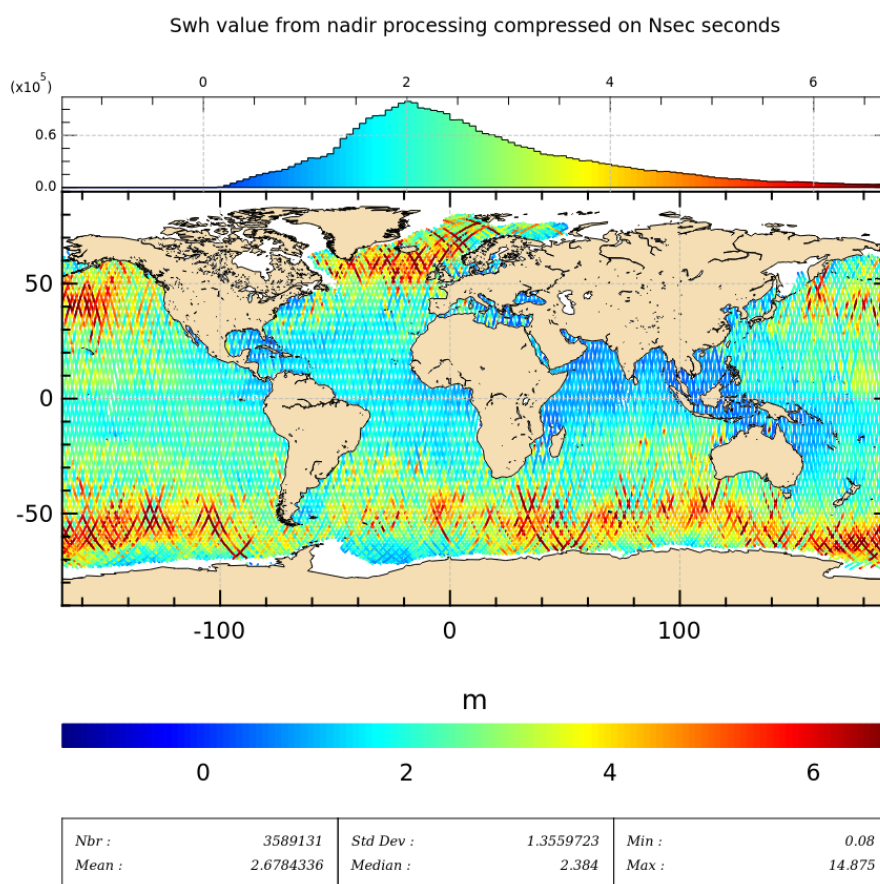 Swh value from nadir processing compressed on Nsec seconds
(x10^5) 0 2 4 6
0.6
0.0
50
0
-50
-100 0 100
m
0 2 4 6
Nbr : 3589131 Std Dev : 1.3559723 Min : 0.08
Mean : 2.6784336 Median : 2.384 Max : 14.875